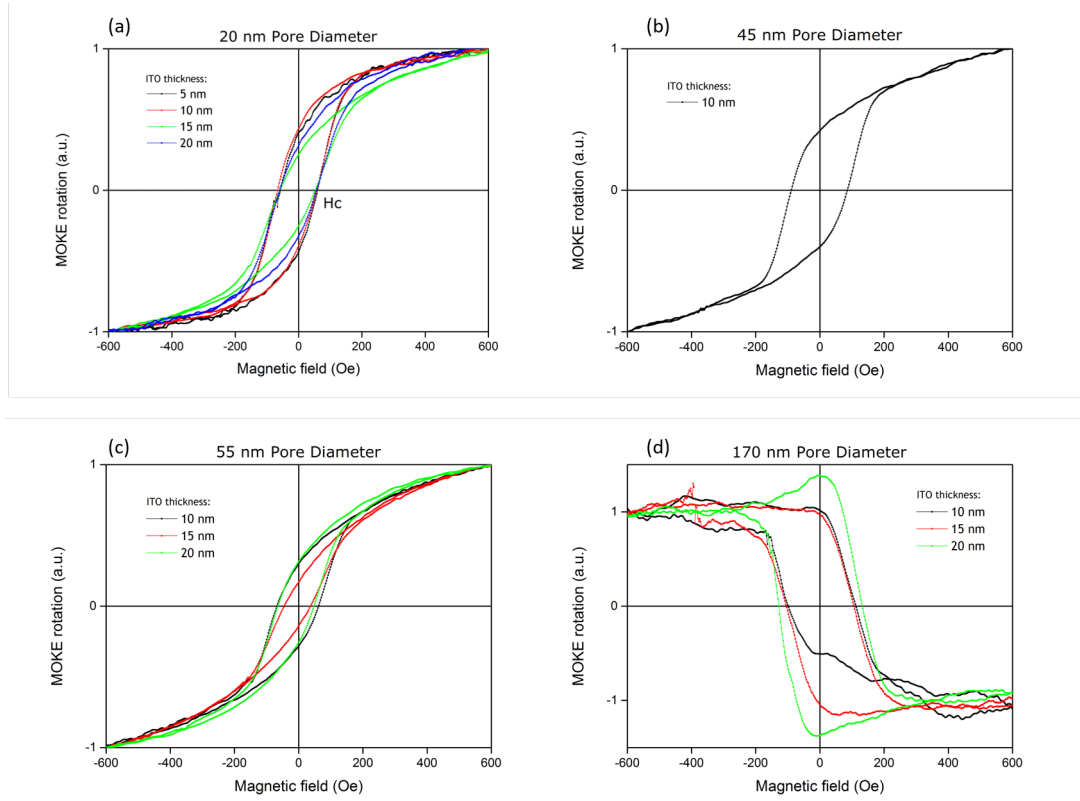 (a)
20 nm Pore Diameter
MOKE rotation (a.u.)
1
0
-1
ITO thickness:
5 nm
10 nm
15 nm
20 nm
Hc
-600 -400 -200 0 200 400 600
Magnetic field (Oe)
(b)
45 nm Pore Diameter
MOKE rotation (a.u.)
1
0
-1
ITO thickness:
10 nm
-600 -400 -200 0 200 400 600
Magnetic field (Oe)
(c)
55 nm Pore Diameter
MOKE rotation (a.u.)
1
0
-1
ITO thickness:
10 nm
15 nm
20 nm
-600 -400 -200 0 200 400 600
Magnetic field (Oe)
(d)
170 nm Pore Diameter
MOKE rotation (a.u.)
1
0
-1
ITO thickness:
10 nm
15 nm
20 nm
-600 -400 -200 0 200 400 600
Magnetic field (Oe)